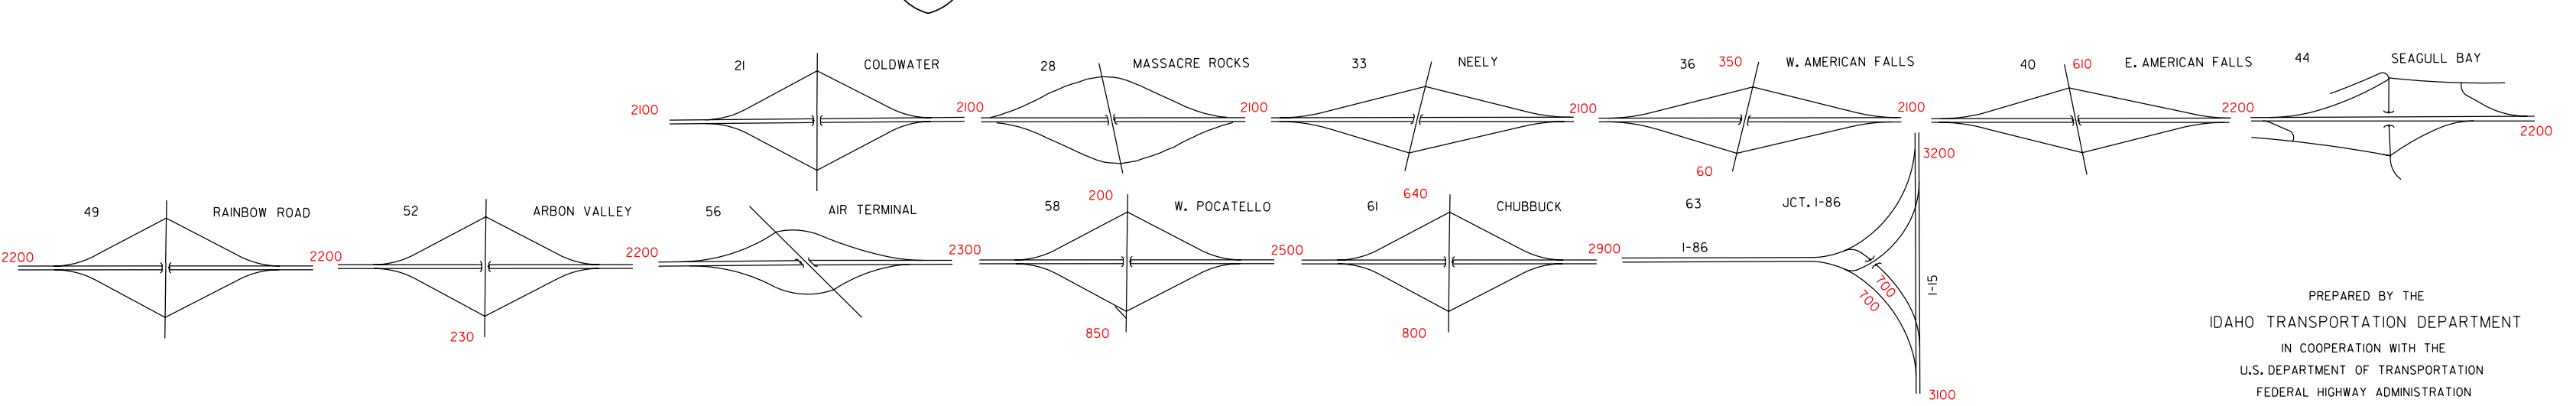 21 COLDWATER
28 MASSACRE ROCKS
33 NEELY
36 350 W. AMERICAN FALLS
40 610 E. AMERICAN FALLS
44 SEAGULL BAY
2100 2100 2100 2100 2100 2200 2200
60
3200
49 RAINBOW ROAD
52 ARBON VALLEY
56 AIR TERMINAL
200
58 W. POCATELLO
640
61 CHUBBUCK
63 JCT. I-86
2200 2200 2200 2300 2500 2900
I-86
700
700
I-15
230
850
800
3100
PREPARED BY THE
IDAHO TRANSPORTATION DEPARTMENT
IN COOPERATION WITH THE
U.S. DEPARTMENT OF TRANSPORTATION
FEDERAL HIGHWAY ADMINISTRATION